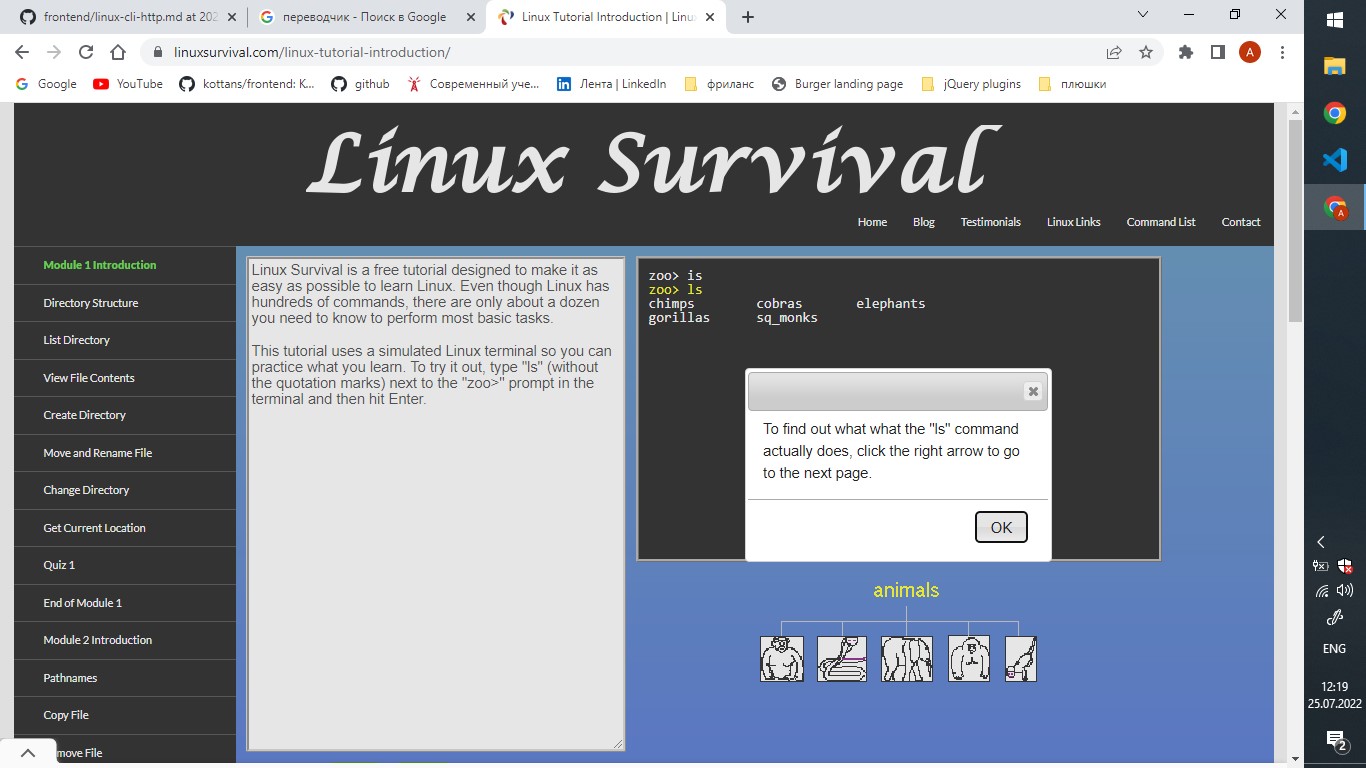 frontend/linux-cli-http.md at 202
переводчик - Поиск в Google
Linux Tutorial Introduction | Linu
linuxsurvival.com/linux-tutorial-introduction/
A
Google
YouTube
kottans/frontend: K...
github
Современный уче...
Лента | LinkedIn
фриланс
Burger landing page
jQuery plugins
плюшки
Linux Survival
Home
Blog
Testimonials
Linux Links
Command List
Contact
Module 1 Introduction
Directory Structure
List Directory
View File Contents
Create Directory
Move and Rename File
Change Directory
Get Current Location
Quiz 1
End of Module 1
Module 2 Introduction
Pathnames
Copy File
move File
Linux Survival is a free tutorial designed to make it as
easy as possible to learn Linux. Even though Linux has
hundreds of commands, there are only about a dozen
you need to know to perform most basic tasks.
This tutorial uses a simulated Linux terminal so you can
practice what you learn. To try it out, type "ls" (without
the quotation marks) next to the "zoo>" prompt in the
terminal and then hit Enter.
zoo> is
zoo> ls
chimps cobras elephants
gorillas sq_monks
To find out what what the "ls" command
actually does, click the right arrow to go
to the next page.
OK
animals
A
ENG
12:19
25.07.2022
2